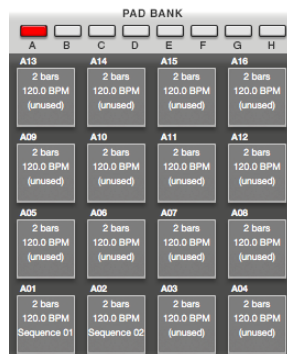 PAD BANK
A B C D E F G H
A13 A14 A15 A16
2 bars 2 bars 2 bars 2 bars
120.0 BPM 120.0 BPM 120.0 BPM 120.0 BPM
(unused) (unused) (unused) (unused)
A09 A10 A11 A12
2 bars 2 bars 2 bars 2 bars
120.0 BPM 120.0 BPM 120.0 BPM 120.0 BPM
(unused) (unused) (unused) (unused)
A05 A06 A07 A08
2 bars 2 bars 2 bars 2 bars
120.0 BPM 120.0 BPM 120.0 BPM 120.0 BPM
(unused) (unused) (unused) (unused)
A01 A02 A03 A04
2 bars 2 bars 2 bars 2 bars
120.0 BPM 120.0 BPM 120.0 BPM 120.0 BPM
Sequence 01 Sequence 02 (unused) (unused)